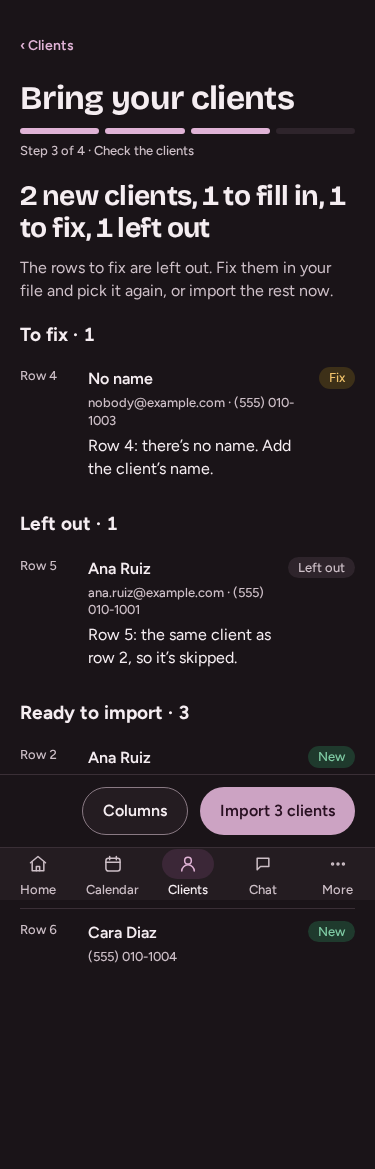 ‹ Clients
Bring your clients
Step 3 of 4 · Check the clients
2 new clients, 1 to fill in, 1
to fix, 1 left out
The rows to fix are left out. Fix them in your
file and pick it again, or import the rest now.
To fix · 1
Row 4
No name
Fix
nobody@example.com · (555) 010-
1003
Row 4: there’s no name. Add
the client’s name.
Left out · 1
Row 5
Ana Ruiz
Left out
ana.ruiz@example.com · (555)
010-1001
Row 5: the same client as
row 2, so it’s skipped.
Ready to import · 3
Row 2
Ana Ruiz
New
Columns
Import 3 clients
Home
Calendar
Clients
Chat
More
Row 6
Cara Diaz
New
(555) 010-1004